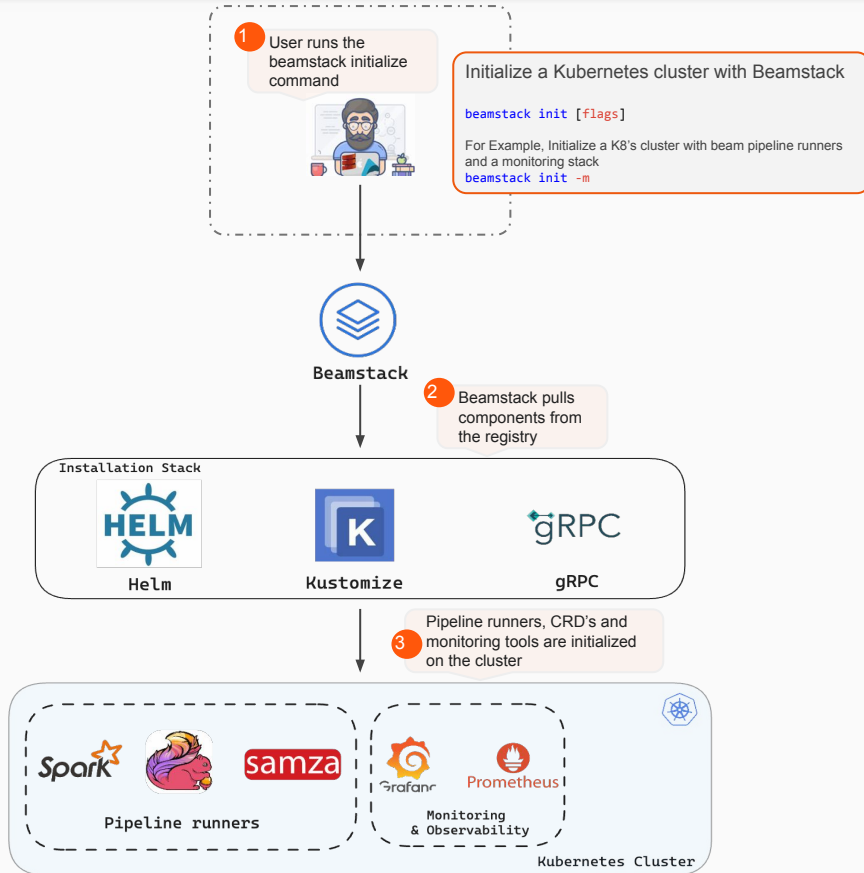 1
User runs the
beamstack initialize
command
Initialize a Kubernetes cluster with Beamstack
beamstack init [flags]
For Example, Initialize a K8's cluster with beam pipeline runners
and a monitoring stack
beamstack init -m
Beamstack
2
Beamstack pulls
components from
the registry
Installation Stack
HELM
K
gRPC
Helm
Kustomize
gRPC
3
Pipeline runners, CRD's and
monitoring tools are initialized
on the cluster
Spark
samza
Grafana
Prometheus
Pipeline runners
Monitoring
& Observability
Kubernetes Cluster